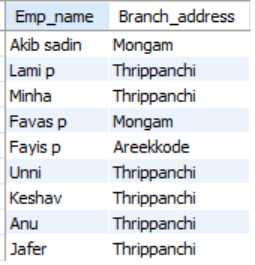 Emp_name Branch_address
Akib sadin Mongam
Lami p Thrippanchi
Minha Thrippanchi
Favas p Mongam
Fayis p Areekkode
Unni Thrippanchi
Keshav Thrippanchi
Anu Thrippanchi
Jafer Thrippanchi